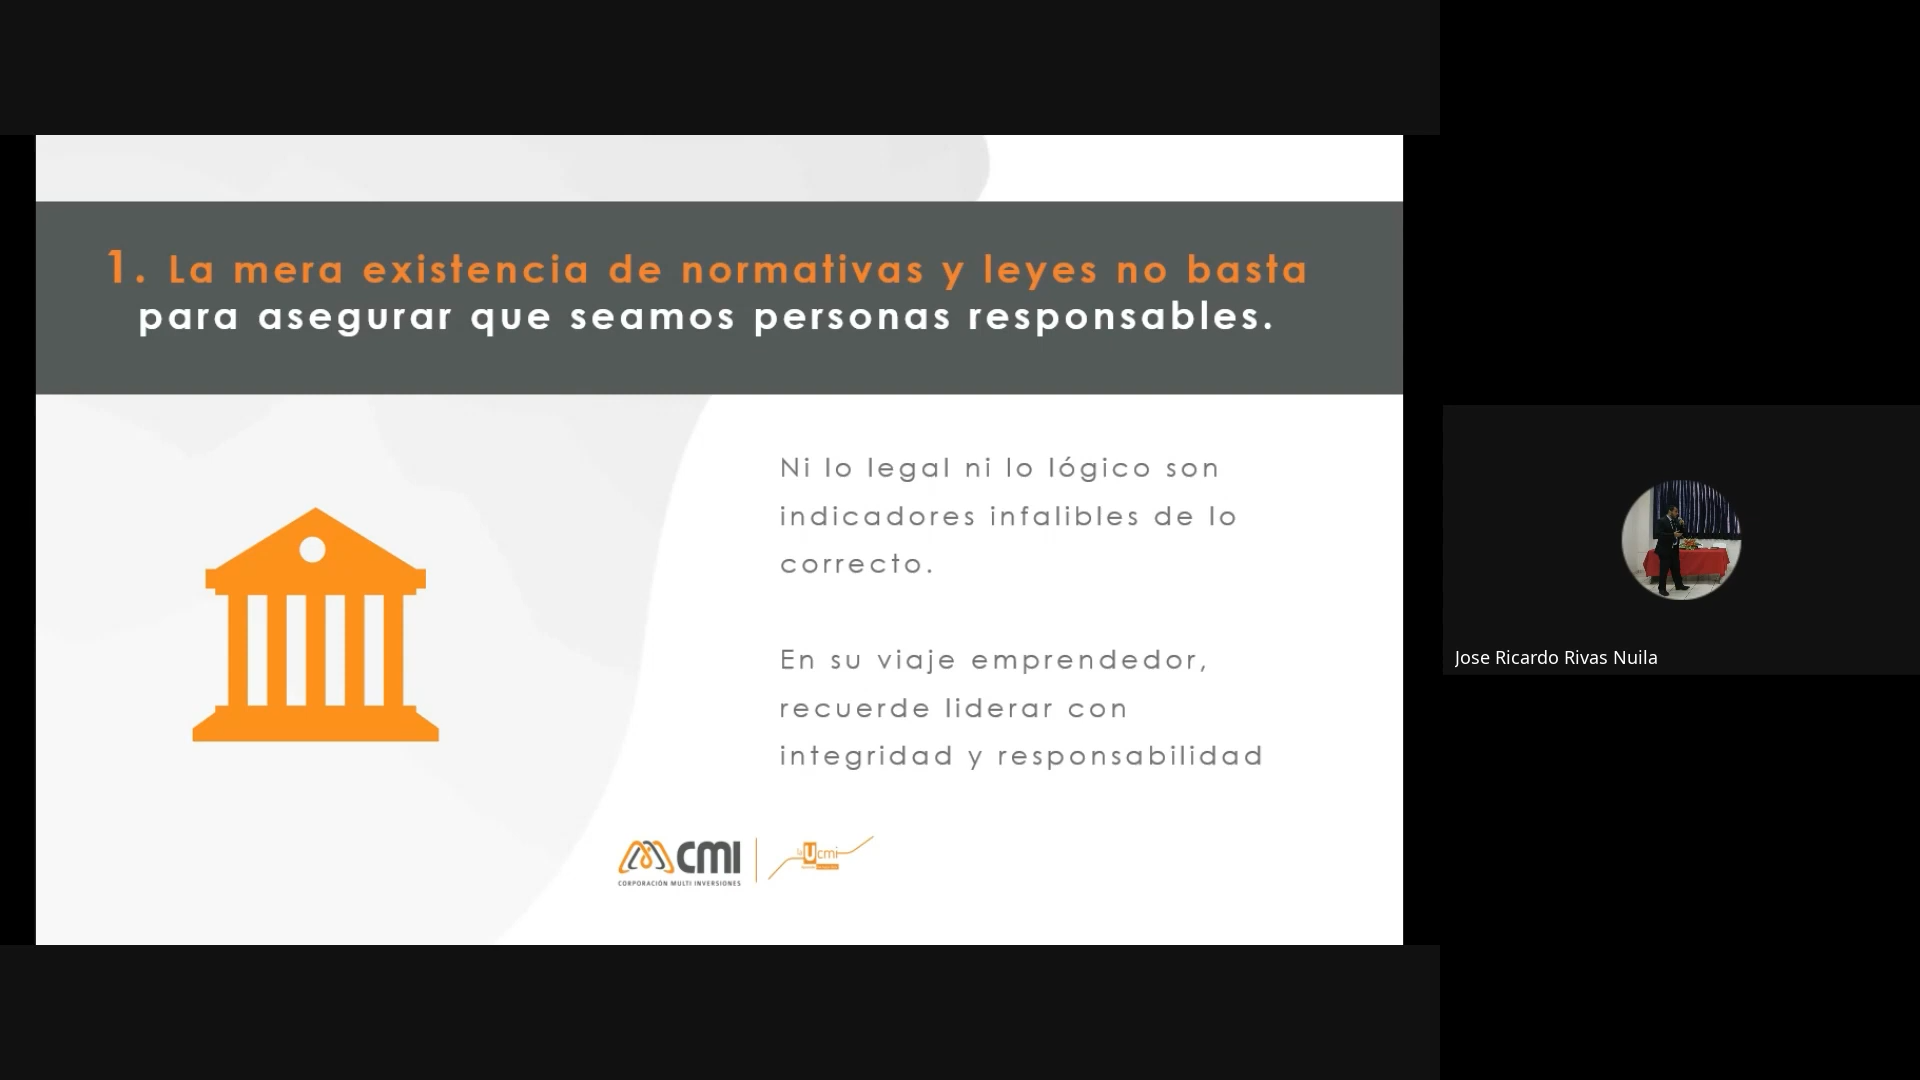 1. La mera existencia de normativas y leyes no basta
para asegurar que seamos personas responsables.
Ni lo legal ni lo lógico son
indicadores infalibles de lo
correcto.
En su viaje emprendedor,
recuerde liderar con
integridad y responsabilidad
cmi
CORPORACIÓN MULTI INVERSIONES
Ucmi
Jose Ricardo Rivas Nuila